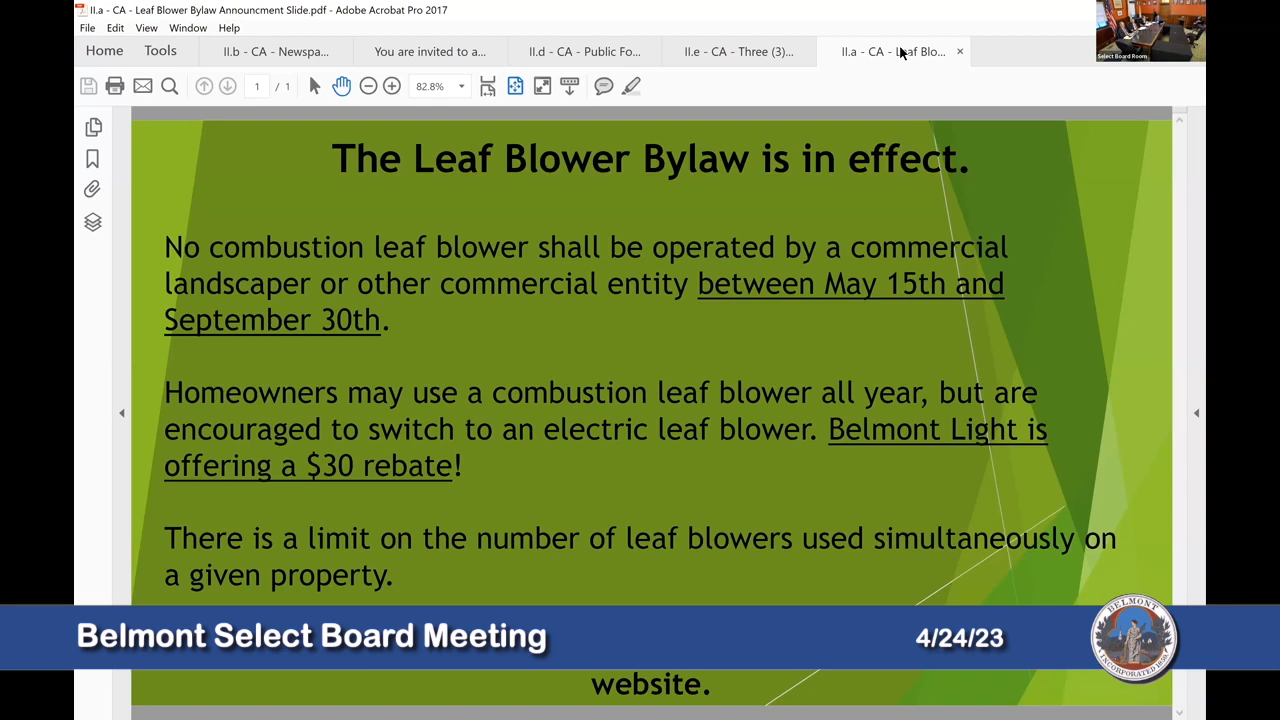 II.a - CA - Leaf Blower Bylaw Announcment Slide.pdf - Adobe Acrobat Pro 2017
File Edit View Window Help
Home Tools II.b - CA - Newspa... You are invited to a... II.d - CA - Public Fo... II.e - CA - Three (3)... II.a - CA - Leaf Blo... ×
1 / 1 82.8%
Select Board Room
The Leaf Blower Bylaw is in effect.
No combustion leaf blower shall be operated by a commercial
landscaper or other commercial entity between May 15th and
September 30th.
Homeowners may use a combustion leaf blower all year, but are
encouraged to switch to an electric leaf blower. Belmont Light is
offering a $30 rebate!
There is a limit on the number of leaf blowers used simultaneously on
a given property.
Belmont Select Board Meeting 4/24/23
BELMONT
INCORPORATED 1859
website.